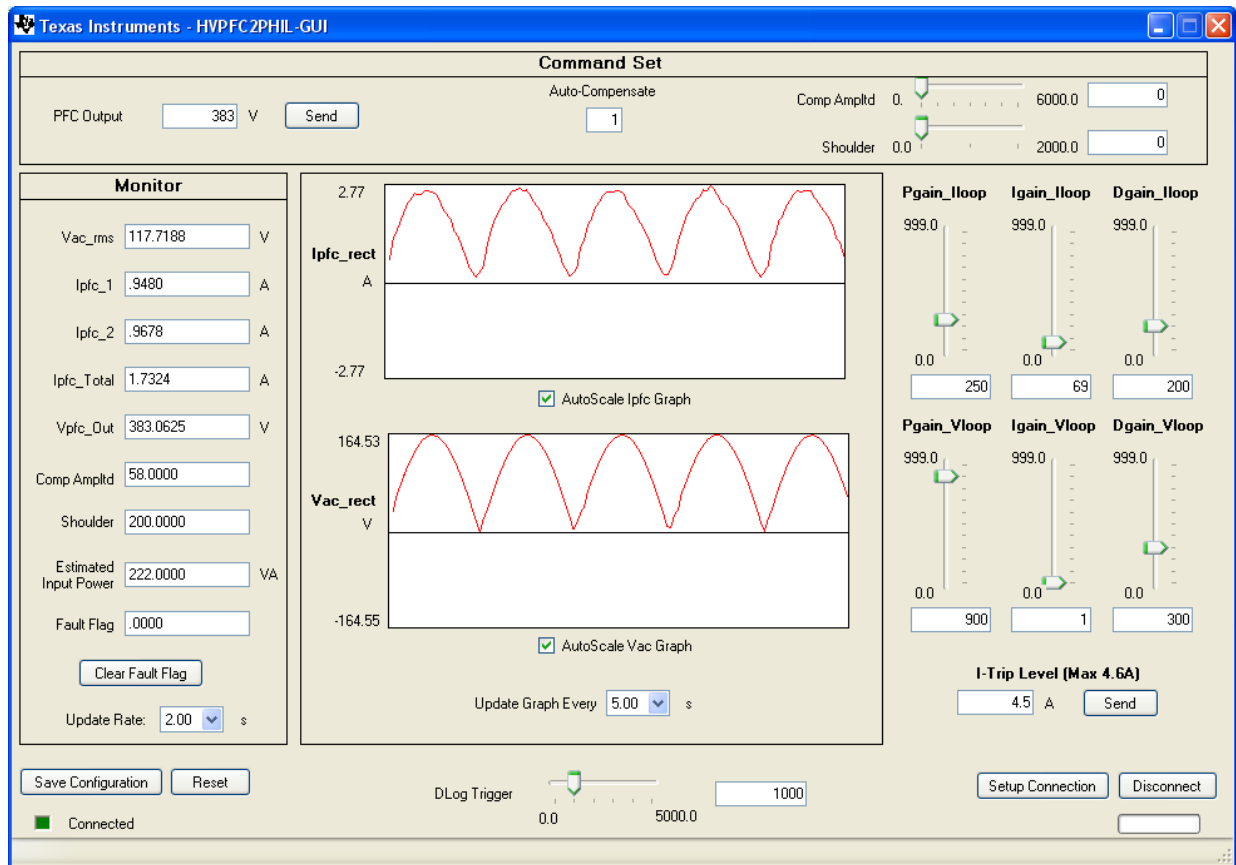 Texas Instruments - HVPFC2PHIL-GUI
Command Set
PFC Output 383 V Send
Auto-Compensate
1
Comp Ampltd 0. 6000.0 0
Shoulder 0.0 2000.0 0
Monitor
Vac_rms 117.7188 V
Ipfc_1 .9480 A
Ipfc_2 .9678 A
Ipfc_Total 1.7324 A
Vpfc_Out 383.0625 V
Comp Ampltd 58.0000
Shoulder 200.0000
Estimated
Input Power 222.0000 VA
Fault Flag .0000
Clear Fault Flag
Update Rate: 2.00 s
2.77
Ipfc_rect
A
-2.77
AutoScale Ipfc Graph
164.53
Vac_rect
V
-164.55
AutoScale Vac Graph
Update Graph Every 5.00 s
Pgain_Iloop Igain_Iloop Dgain_Iloop
999.0 999.0 999.0
0.0 0.0 0.0
250 69 200
Pgain_Vloop Igain_Vloop Dgain_Vloop
999.0 999.0 999.0
0.0 0.0 0.0
900 1 300
I-Trip Level (Max 4.6A)
4.5 A Send
Save Configuration Reset
DLog Trigger 1000
0.0 5000.0
Setup Connection Disconnect
Connected